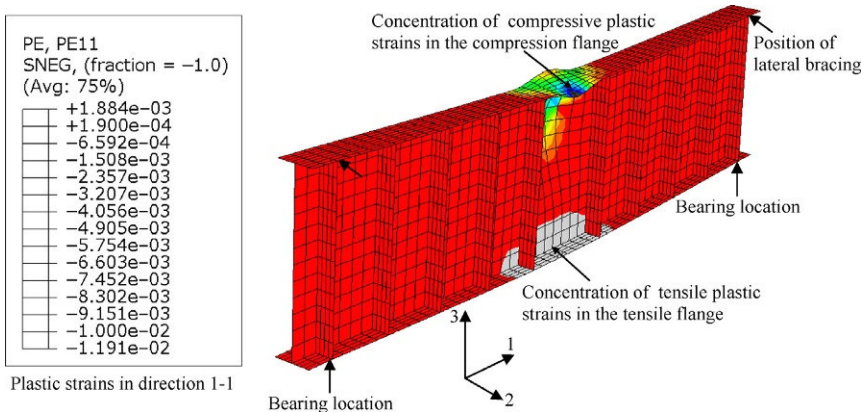 PE, PE11
SNEG, (fraction = −1.0)
(Avg: 75%)
+1.884e−03
+1.900e−04
−6.592e−04
−1.508e−03
−2.357e−03
−3.207e−03
−4.056e−03
−4.905e−03
−5.754e−03
−6.603e−03
−7.452e−03
−8.302e−03
−9.151e−03
−1.000e−02
−1.191e−02
Plastic strains in direction 1-1
Concentration of compressive plastic
strains in the compression flange
Position of
lateral bracing
Bearing location
Concentration of tensile plastic
strains in the tensile flange
3
1
2
Bearing location